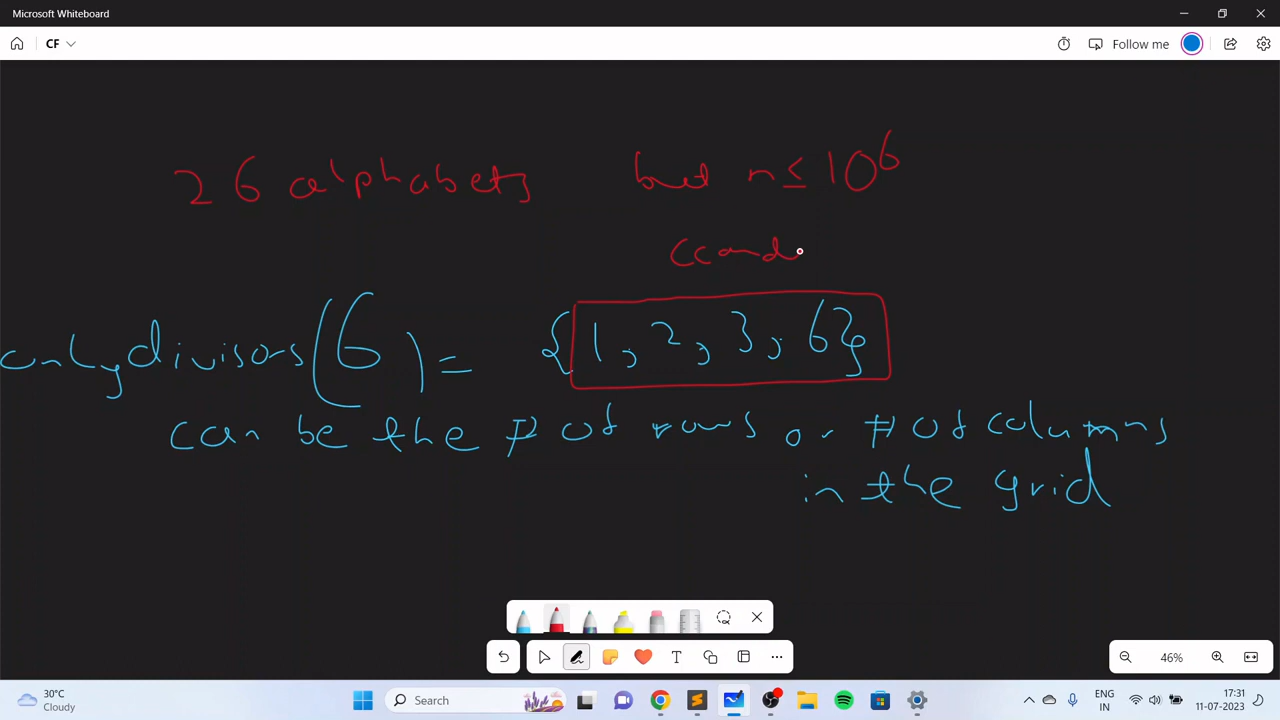 Microsoft Whiteboard
CF
Follow me
26 alphabets but n ≤ 10^6
only divisors(6) = {1, 2, 3, 6}
can be the # of rows or # of columns
in the grid
46%
30°C
Cloudy
Search
ENG
IN
17:31
11-07-2023